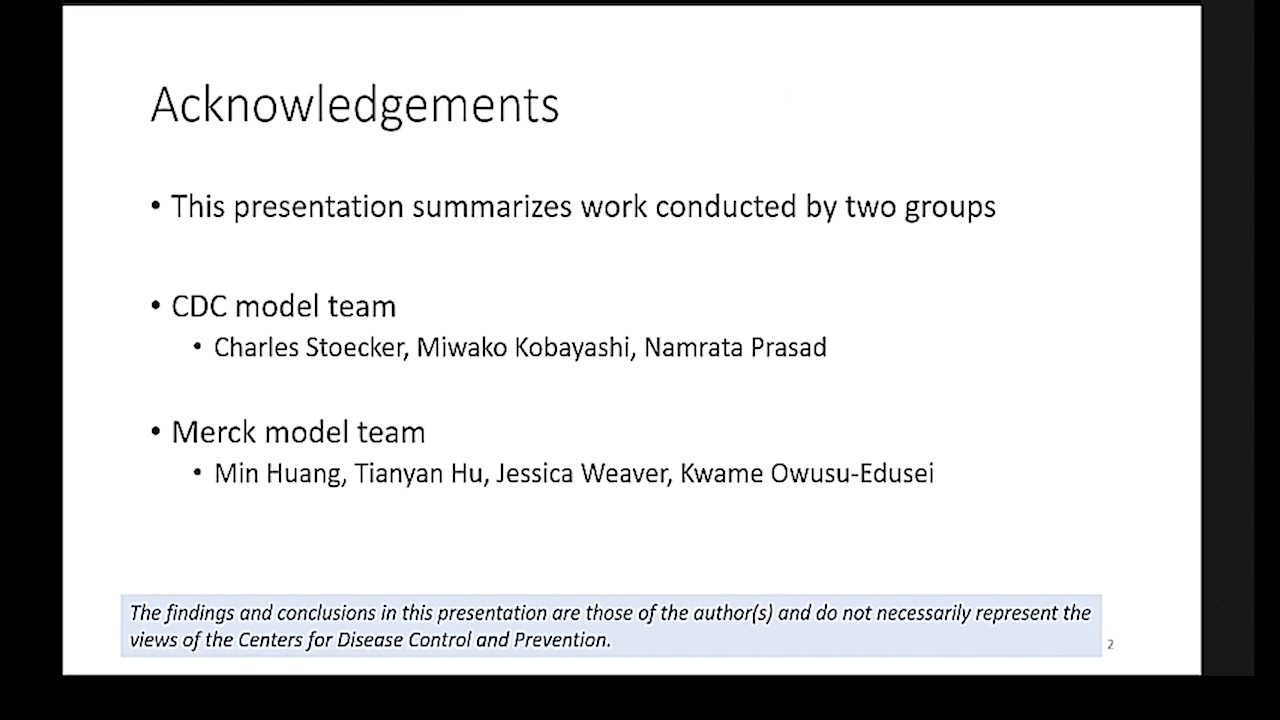 Acknowledgements
• This presentation summarizes work conducted by two groups
• CDC model team
• Charles Stoecker, Miwako Kobayashi, Namrata Prasad
• Merck model team
• Min Huang, Tianyan Hu, Jessica Weaver, Kwame Owusu-Edusei
The findings and conclusions in this presentation are those of the author(s) and do not necessarily represent the
views of the Centers for Disease Control and Prevention.
2